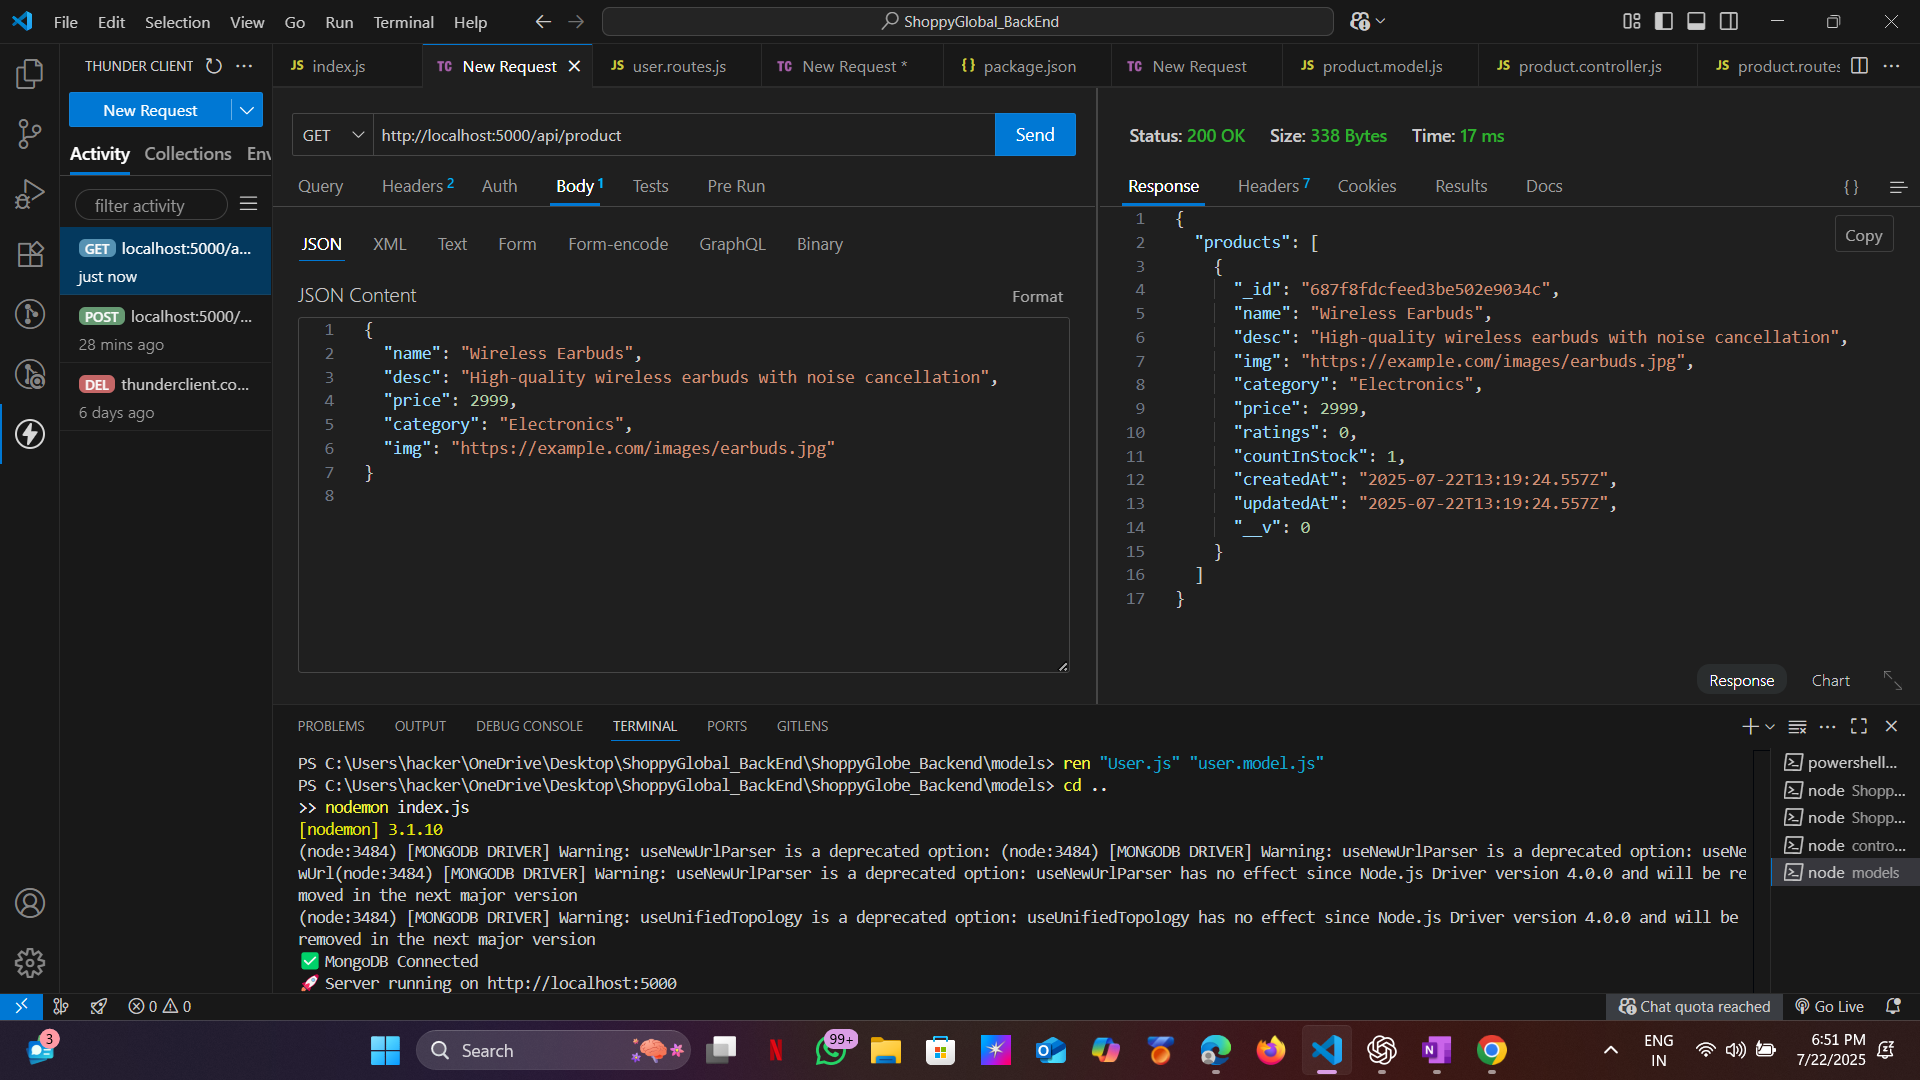 File Edit Selection View Go Run Terminal Help
ShoppyGlobal_BackEnd
THUNDER CLIENT
New Request
Activity Collections Env
filter activity
GET localhost:5000/a...
just now
POST localhost:5000/...
28 mins ago
DEL thunderclient.co...
6 days ago
JS index.js
TC New Request
JS user.routes.js
TC New Request *
{} package.json
TC New Request
JS product.model.js
JS product.controller.js
JS product.routes
GET http://localhost:5000/api/product Send
Query Headers 2 Auth Body 1 Tests Pre Run
JSON XML Text Form Form-encode GraphQL Binary
JSON Content Format
1 {
2 "name": "Wireless Earbuds",
3 "desc": "High-quality wireless earbuds with noise cancellation",
4 "price": 2999,
5 "category": "Electronics",
6 "img": "https://example.com/images/earbuds.jpg"
7 }
8
Status: 200 OK Size: 338 Bytes Time: 17 ms
Response Headers 7 Cookies Results Docs {}
Copy
1 {
2 "products": [
3 {
4 "_id": "687f8fdcfeed3be502e9034c",
5 "name": "Wireless Earbuds",
6 "desc": "High-quality wireless earbuds with noise cancellation",
7 "img": "https://example.com/images/earbuds.jpg",
8 "category": "Electronics",
9 "price": 2999,
10 "ratings": 0,
11 "countInStock": 1,
12 "createdAt": "2025-07-22T13:19:24.557Z",
13 "updatedAt": "2025-07-22T13:19:24.557Z",
14 "__v": 0
15 }
16 ]
17 }
Response Chart
PROBLEMS OUTPUT DEBUG CONSOLE TERMINAL PORTS GITLENS
PS C:\Users\hacker\OneDrive\Desktop\ShoppyGlobal_BackEnd\ShoppyGlobe_Backend\models> ren "User.js" "user.model.js"
PS C:\Users\hacker\OneDrive\Desktop\ShoppyGlobal_BackEnd\ShoppyGlobe_Backend\models> cd ..
>> nodemon index.js
[nodemon] 3.1.10
(node:3484) [MONGODB DRIVER] Warning: useNewUrlParser is a deprecated option: (node:3484) [MONGODB DRIVER] Warning: useNewUrlParser is a deprecated option: useNe
wUrl(node:3484) [MONGODB DRIVER] Warning: useNewUrlParser is a deprecated option: useNewUrlParser has no effect since Node.js Driver version 4.0.0 and will be re
moved in the next major version
(node:3484) [MONGODB DRIVER] Warning: useUnifiedTopology is a deprecated option: useUnifiedTopology has no effect since Node.js Driver version 4.0.0 and will be
removed in the next major version
✅ MongoDB Connected
🚀 Server running on http://localhost:5000
powershell...
node Shopp...
node Shopp...
node contro...
node models
0 0
Chat quota reached Go Live
3
Search
99+
ENG
IN
6:51 PM
7/22/2025